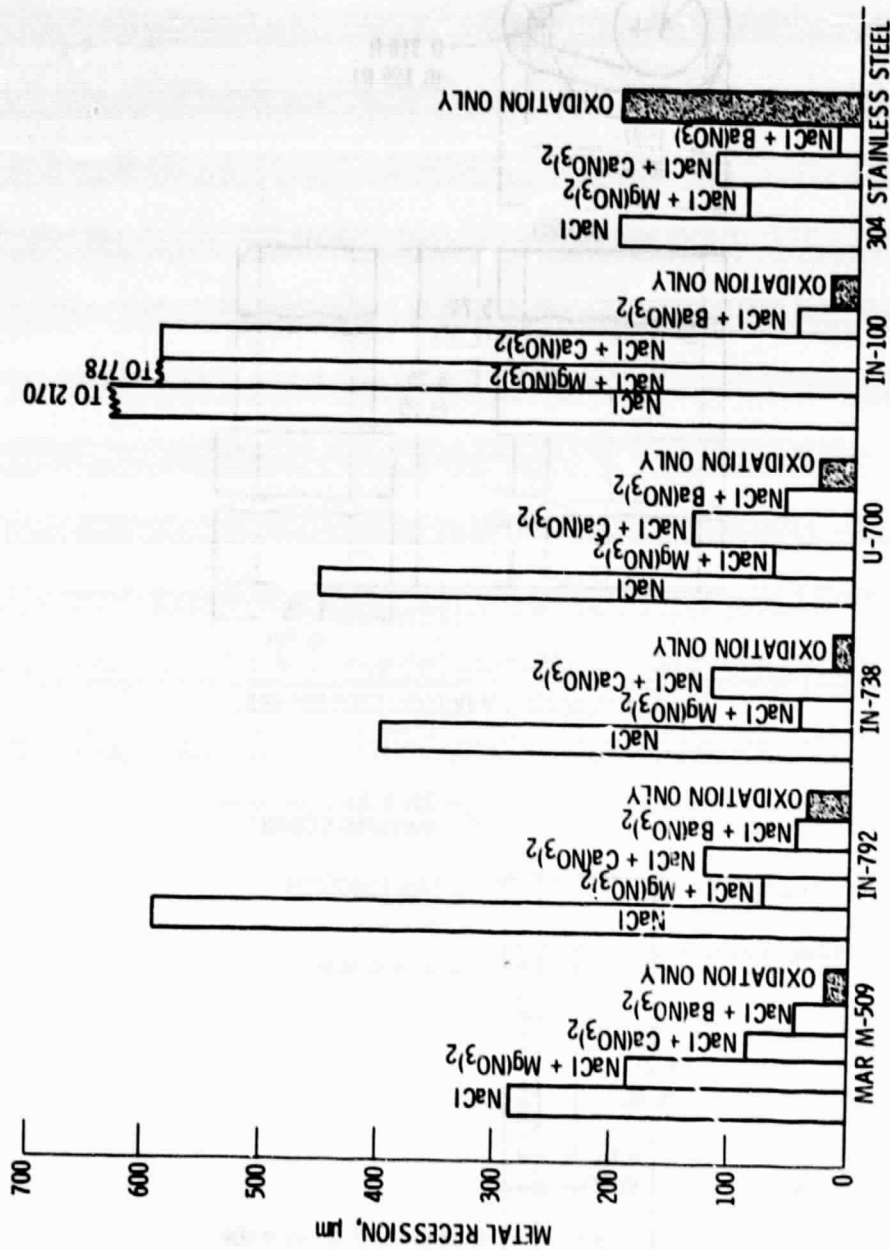 700
600
500
400
300
200
100
0
METAL RECESSION, µm
NaCl
NaCl + Mg(NO3)2
NaCl + Ca(NO3)2
NaCl + Ba(NO3)2
OXIDATION ONLY
MAR M-509
NaCl
NaCl + Mg(NO3)2
NaCl + Ca(NO3)2
NaCl + Ba(NO3)2
OXIDATION ONLY
IN-792
NaCl
NaCl + Mg(NO3)2
NaCl + Ca(NO3)2
OXIDATION ONLY
IN-738
NaCl
NaCl + Mg(NO3)2
NaCl + Ca(NO3)2
NaCl + Ba(NO3)2
OXIDATION ONLY
U-700
TO 2170
TO 778
NaCl
NaCl + Mg(NO3)2
NaCl + Ca(NO3)2
NaCl + Ba(NO3)2
OXIDATION ONLY
IN-100
NaCl
NaCl + Mg(NO3)2
NaCl + Ca(NO3)2
NaCl + Ba(NO3)
OXIDATION ONLY
304 STAINLESS STEEL